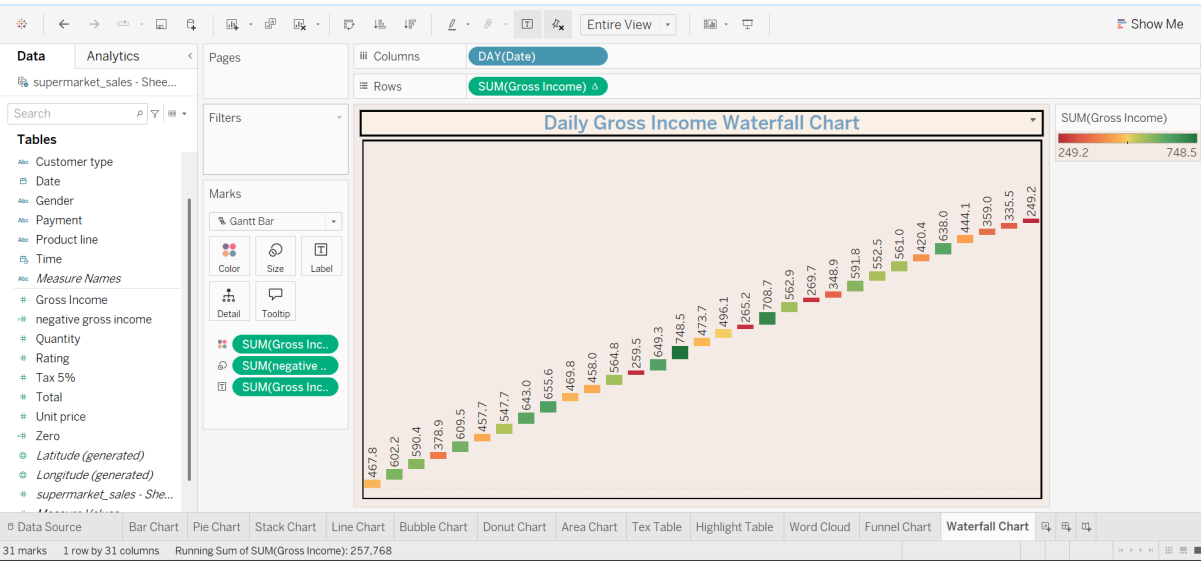 Entire View
Show Me
Data
Analytics
supermarket_sales - Shee...
Search
Tables
Abc Customer type
Date
Abc Gender
Abc Payment
Abc Product line
Time
Abc Measure Names
# Gross Income
=# negative gross income
# Quantity
# Rating
# Tax 5%
# Total
# Unit price
=# Zero
Latitude (generated)
Longitude (generated)
# supermarket_sales - She...
Measure Values
Pages
Filters
Marks
Gantt Bar
Color
Size
Label
Detail
Tooltip
SUM(Gross Inc..
SUM(negative ..
SUM(Gross Inc..
iii Columns
DAY(Date)
Rows
SUM(Gross Income) Δ
Daily Gross Income Waterfall Chart
467.8
602.2
590.4
378.9
609.5
457.7
547.7
643.0
655.6
469.8
458.0
564.8
259.5
649.3
748.5
473.7
496.1
265.2
708.7
562.9
269.7
348.9
591.8
552.5
561.0
420.4
638.0
444.1
359.0
335.5
249.2
SUM(Gross Income)
249.2
748.5
Data Source
Bar Chart
Pie Chart
Stack Chart
Line Chart
Bubble Chart
Donut Chart
Area Chart
Tex Table
Highlight Table
Word Cloud
Funnel Chart
Waterfall Chart
31 marks
1 row by 31 columns
Running Sum of SUM(Gross Income): 257,768